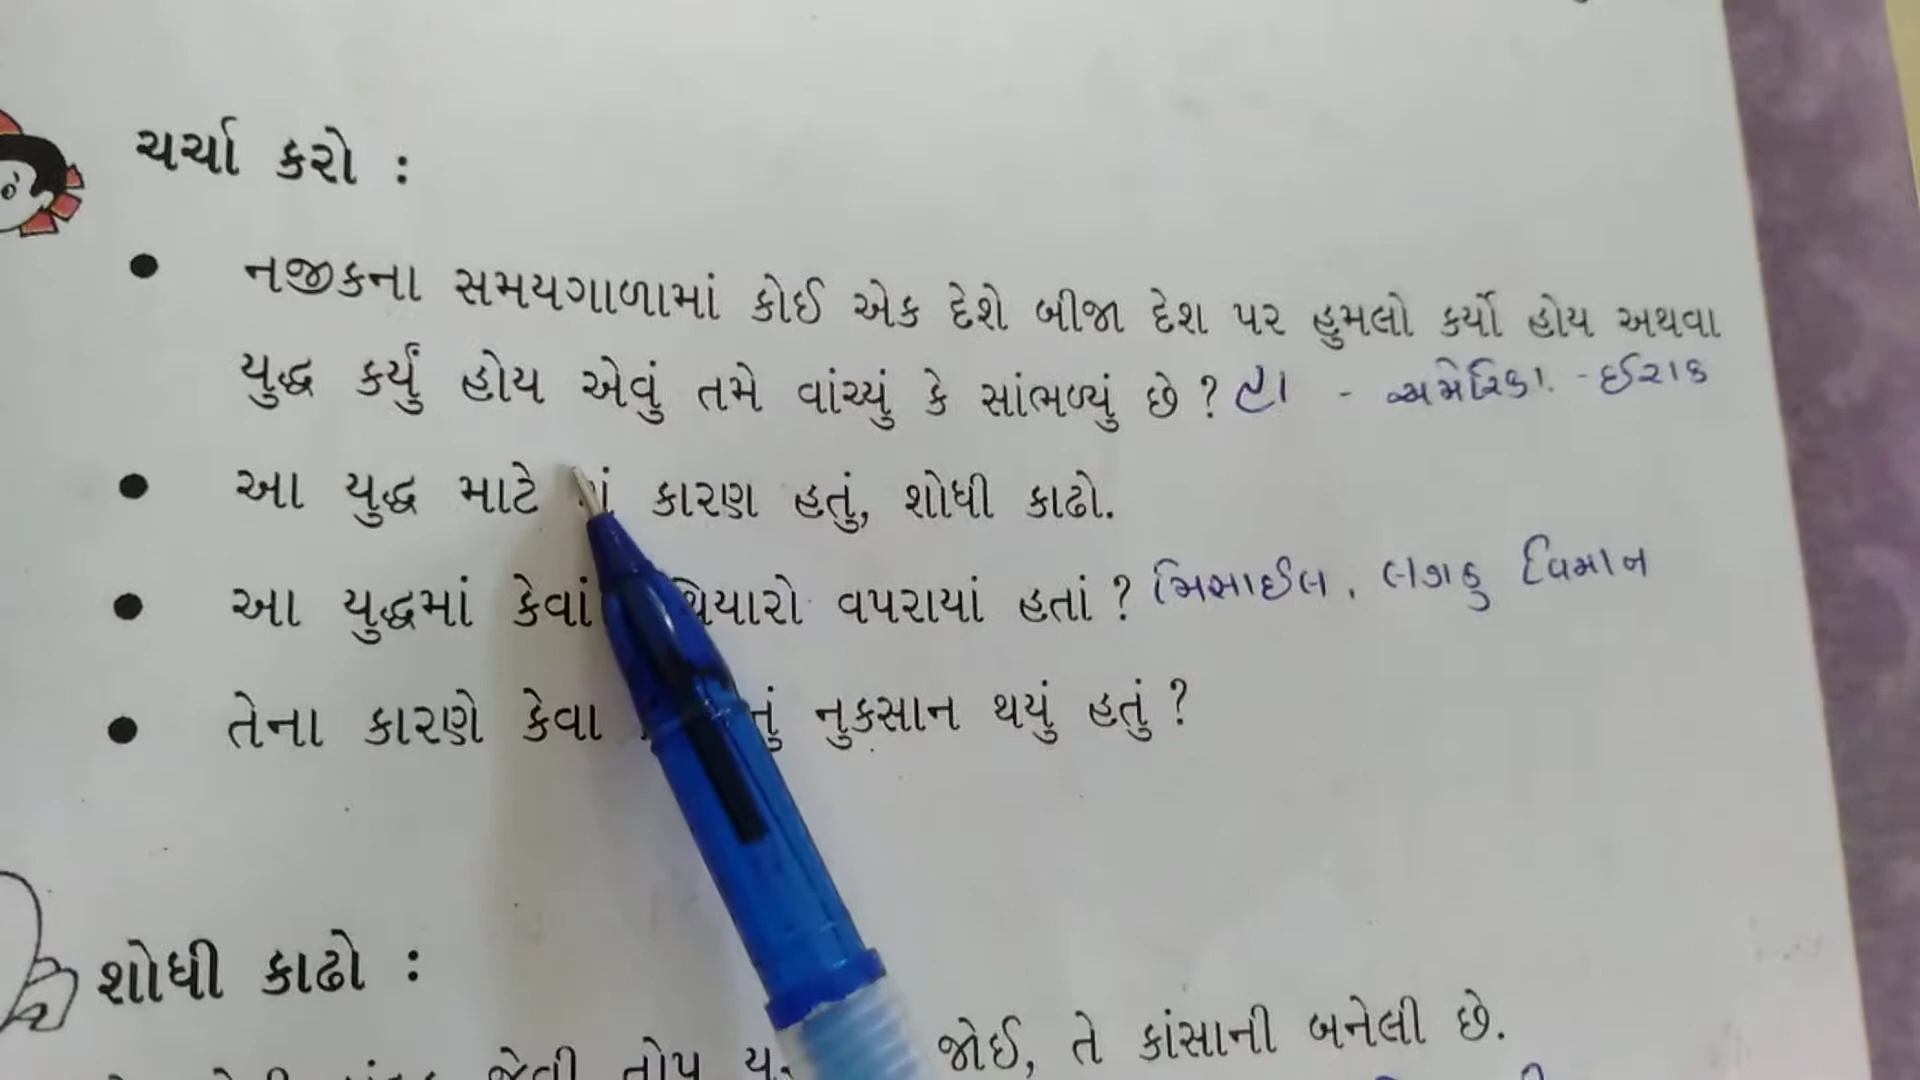 ચર્ચા કરો :
• નજીકના સમયગાળામાં કોઈ એક દેશે બીજા દેશ પર હુમલો કર્યો હોય અથવા
યુદ્ધ કર્યું હોય એવું તમે વાંચ્યું કે સાંભળ્યું છે ? હા - અમેરિકા. - ઈરાક
• આ યુદ્ધ માટે કારણ હતું, શોધી કાઢો.
• આ યુદ્ધમાં કેવાં વપરાયાં હતાં ? મિસાઈલ, લડાકુ વિમાન
• તેના કારણે કેવા નુકસાન થયું હતું ?
શોધી કાઢો :
જેવી તોપ જોઈ, તે કાંસાની બનેલી છે.